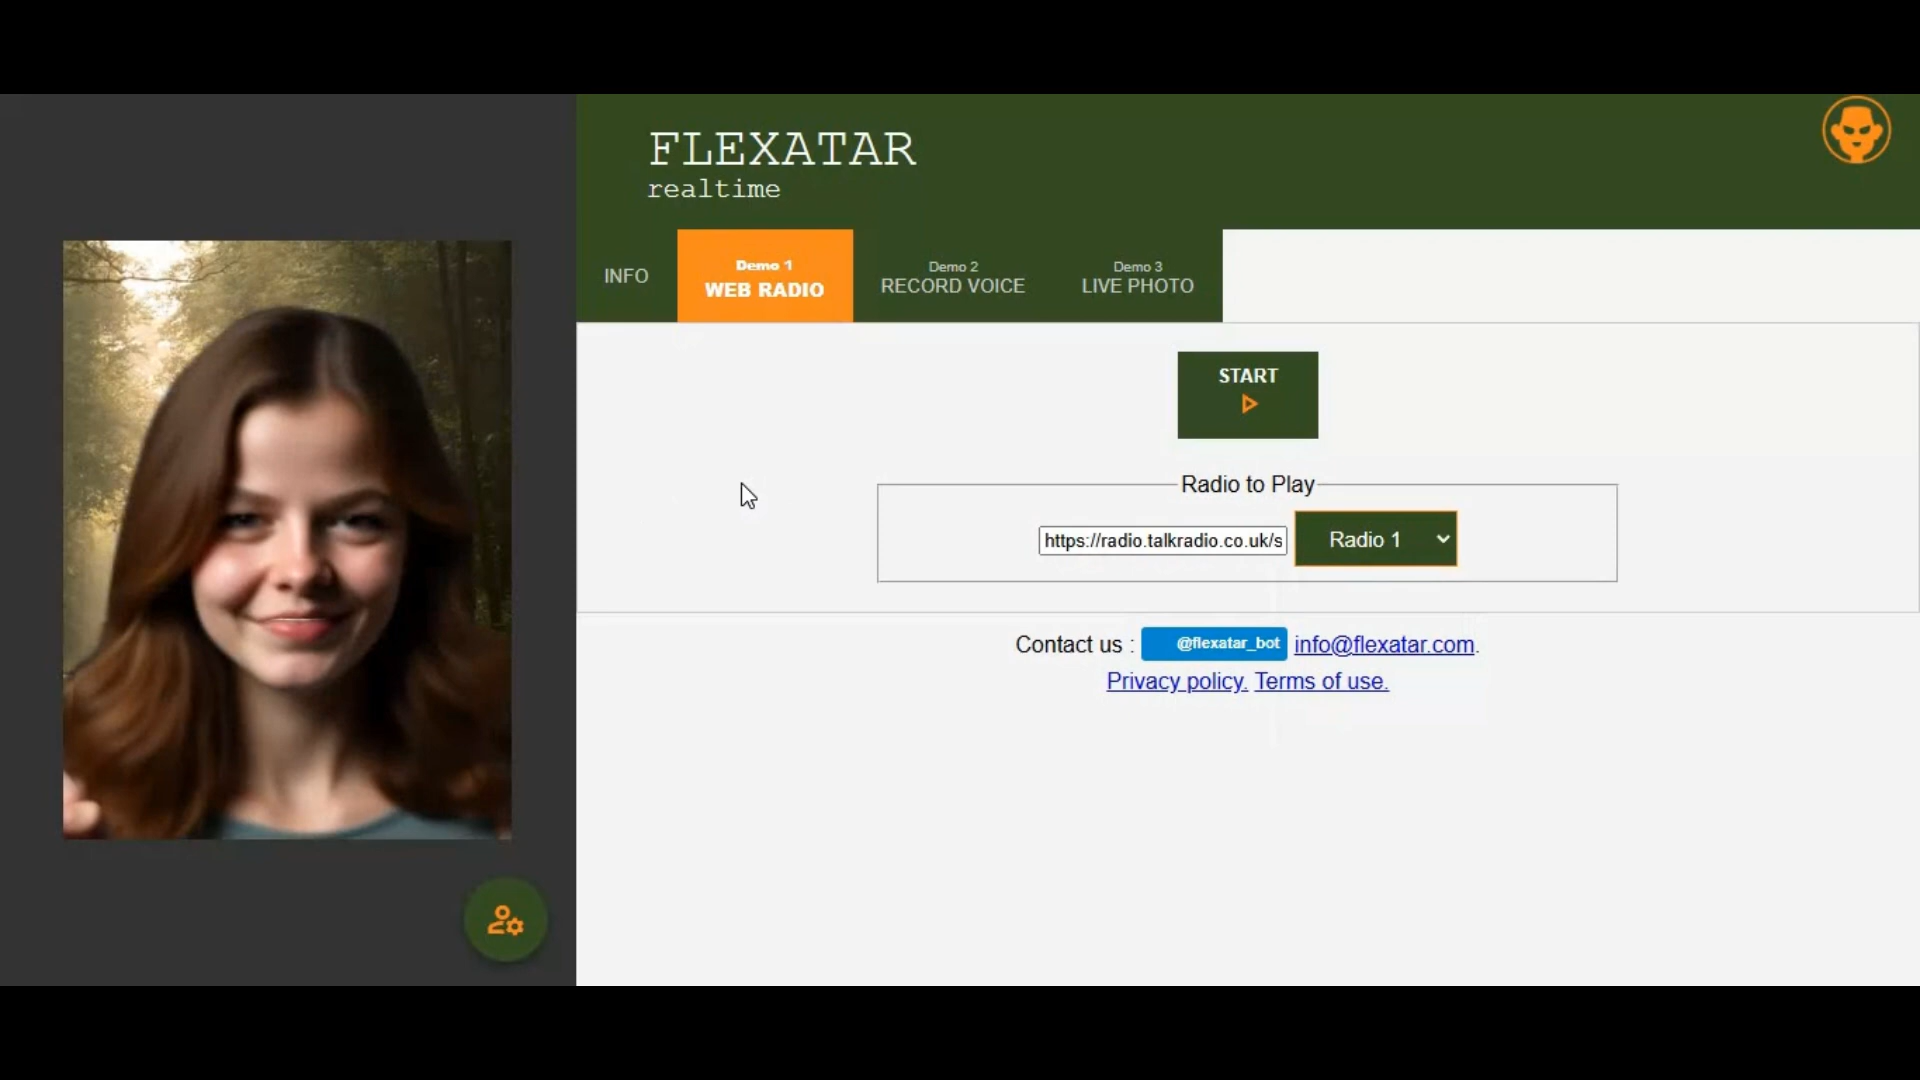 FLEXATAR
realtime
INFO
Demo 1
WEB RADIO
Demo 2
RECORD VOICE
Demo 3
LIVE PHOTO
START
Radio to Play
https://radio.talkradio.co.uk/s
Radio 1
Contact us : @flexatar_bot info@flexatar.com.
Privacy policy. Terms of use.